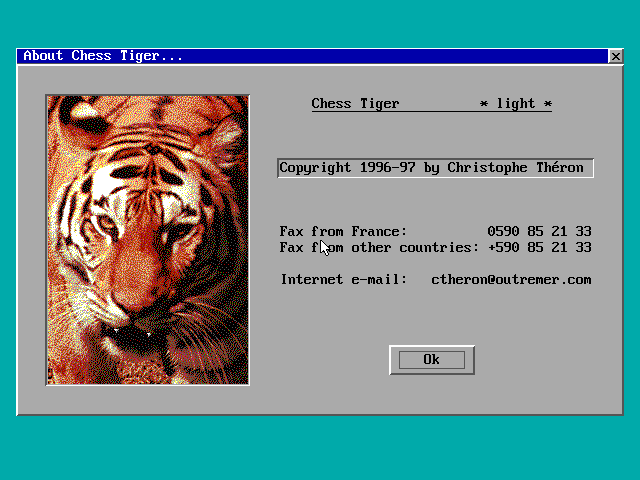 About Chess Tiger...
Chess Tiger * light *
Copyright 1996-97 by Christophe Théron
Fax from France: 0590 85 21 33
Fax from other countries: +590 85 21 33
Internet e-mail: ctheron@outremer.com
Ok